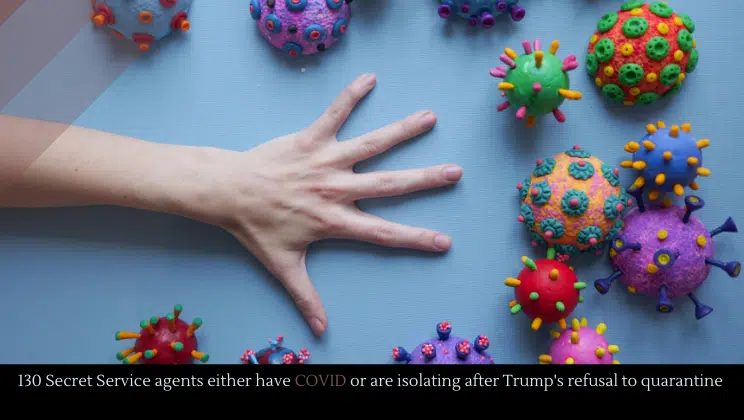 130 Secret Service agents either have COVID or are isolating after Trump's refusal to quarantine